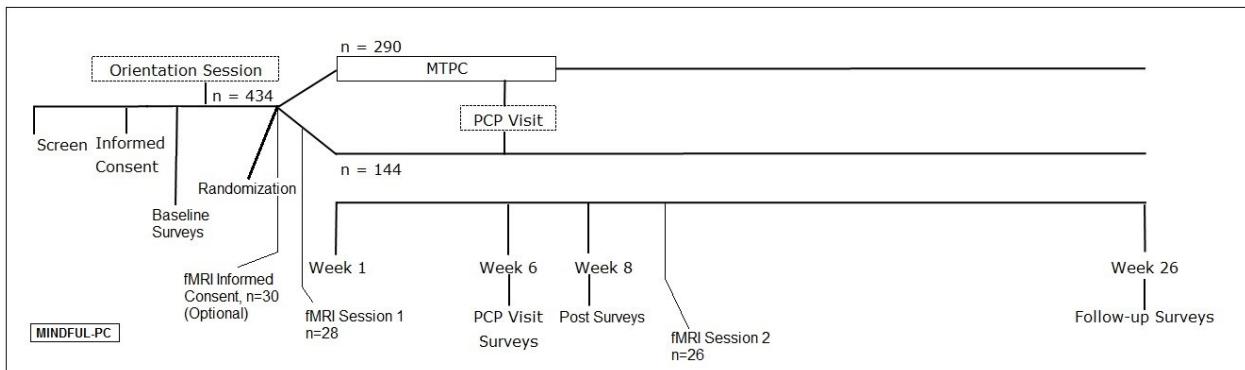 n = 290
Orientation Session
MTPC
n = 434
PCP Visit
Screen
Informed
Consent
n = 144
Randomization
Baseline
Surveys
fMRI Informed
Consent, n=30
(Optional)
Week 1
Week 6
Week 8
Week 26
fMRI Session 1
n=28
PCP Visit
Surveys
Post Surveys
fMRI Session 2
n=26
Follow-up Surveys
MINDFUL-PC